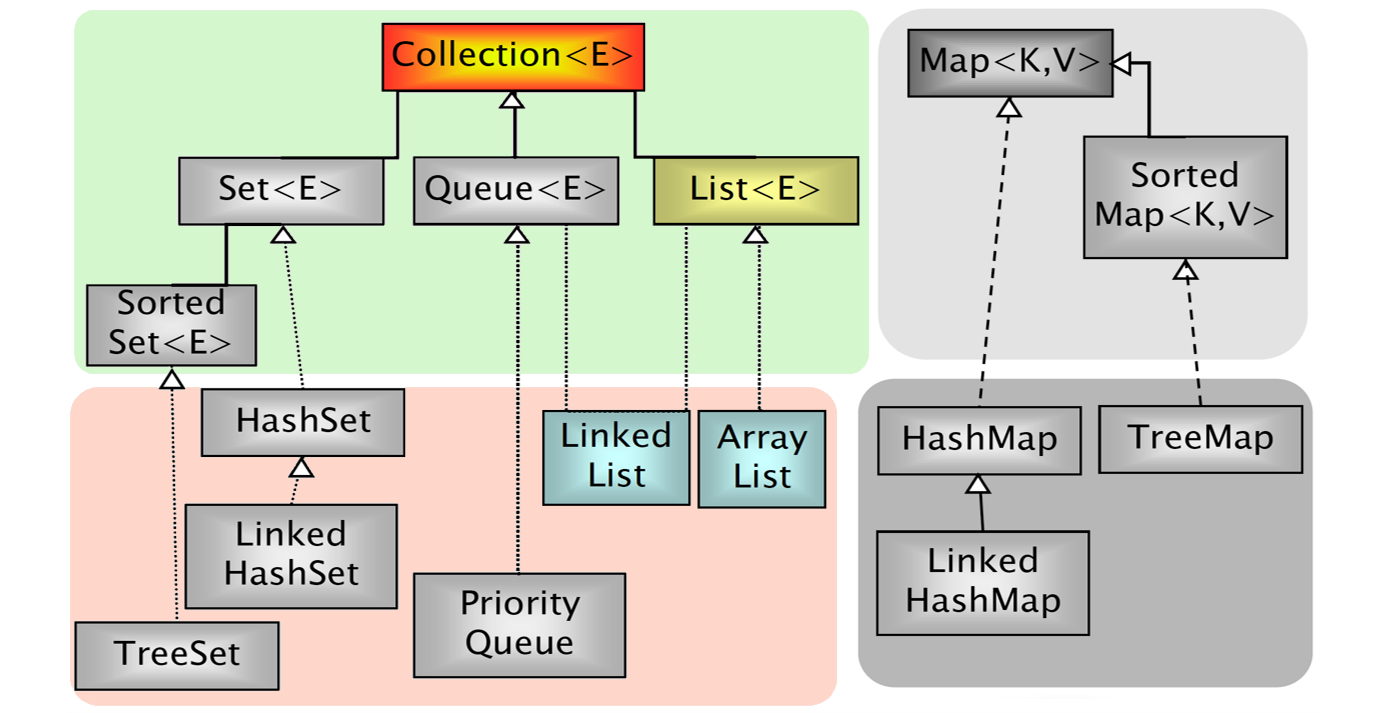 Collection<E>
Map<K,V>
Set<E>
Queue<E>
List<E>
Sorted
Map<K,V>
Sorted
Set<E>
HashSet
Linked
List
Array
List
HashMap
TreeMap
Linked
HashSet
Priority
Queue
Linked
HashMap
TreeSet